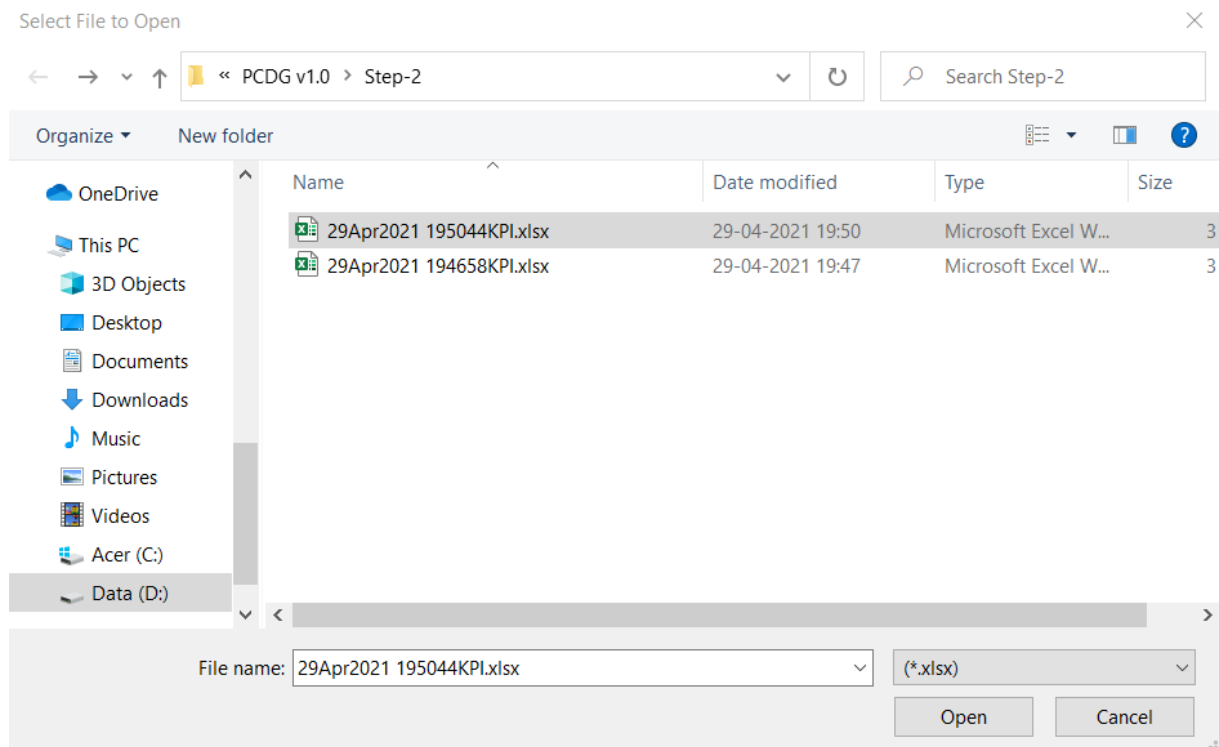 Select File to Open
« PCDG v1.0 > Step-2
Search Step-2
Organize
New folder
?
Name
Date modified
Type
Size
OneDrive
This PC
3D Objects
Desktop
Documents
Downloads
Music
Pictures
Videos
Acer (C:)
Data (D:)
29Apr2021 195044KPI.xlsx 29-04-2021 19:50 Microsoft Excel W... 3
29Apr2021 194658KPI.xlsx 29-04-2021 19:47 Microsoft Excel W... 3
File name: 29Apr2021 195044KPI.xlsx (*.xlsx)
Open
Cancel